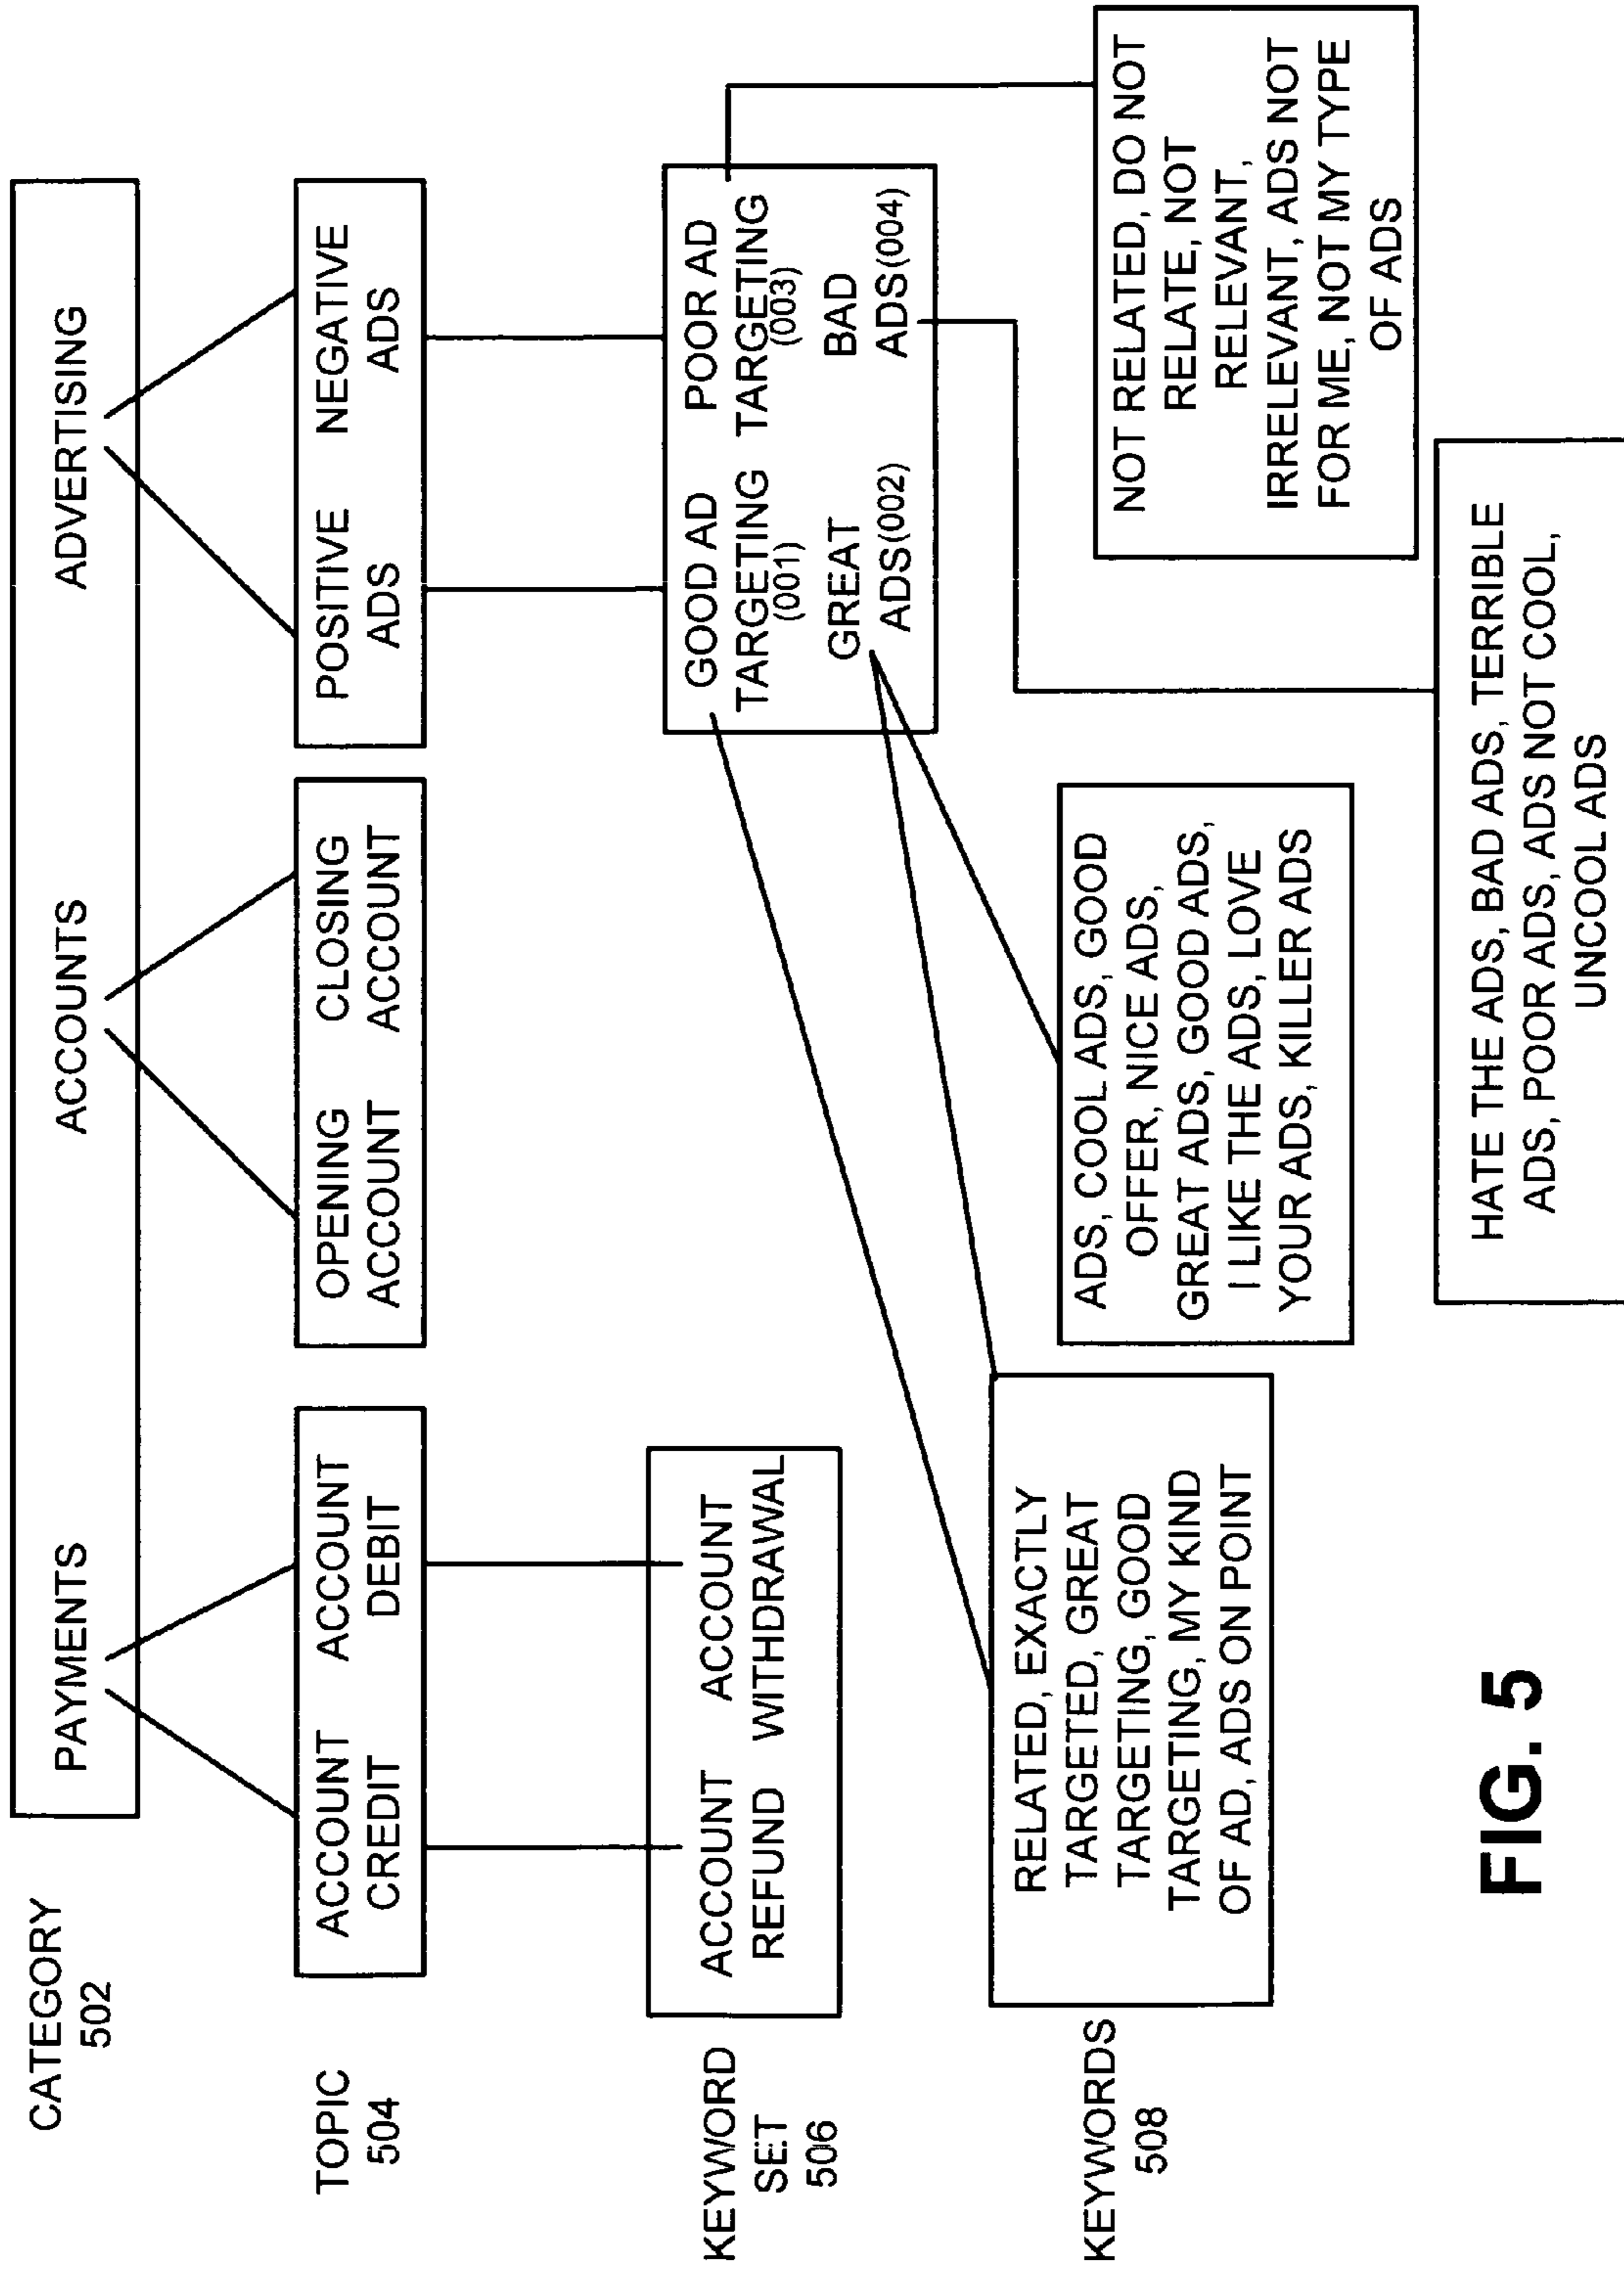 CATEGORY
502
PAYMENTS
ACCOUNTS
ADVERTISING
TOPIC
504
ACCOUNT
CREDIT
ACCOUNT
DEBIT
OPENING
ACCOUNT
CLOSING
ACCOUNT
POSITIVE
ADS
NEGATIVE
ADS
KEYWORD
SET
506
ACCOUNT
REFUND
ACCOUNT
WITHDRAWAL
GOOD AD
TARGETING
(001)
POOR AD
TARGETING
(003)
GREAT
ADS(002)
BAD
ADS(004)
KEYWORDS
508
RELATED, EXACTLY
TARGETED, GREAT
TARGETING, GOOD
TARGETING, MY KIND
OF AD, ADS ON POINT
ADS, COOL ADS, GOOD
OFFER, NICE ADS,
GREAT ADS, GOOD ADS,
I LIKE THE ADS, LOVE
YOUR ADS, KILLER ADS
NOT RELATED, DO NOT
RELATE, NOT
RELEVANT,
IRRELEVANT, ADS NOT
FOR ME, NOT MY TYPE
OF ADS
HATE THE ADS, BAD ADS, TERRIBLE
ADS, POOR ADS, ADS NOT COOL,
UNCOOL ADS
FIG. 5